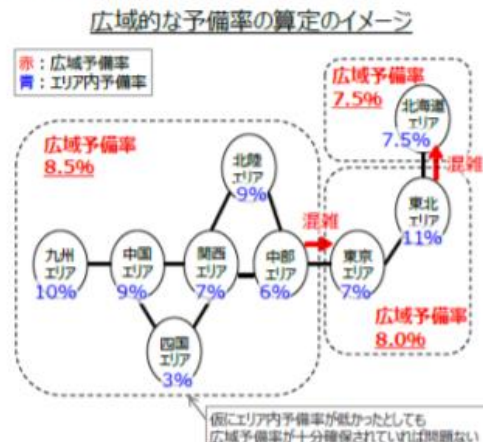 広域的な予備率の算定のイメージ
赤：広域予備率
青：エリア内予備率
広域予備率
7.5%
北海道
エリア
7.5%
混雑
広域予備率
8.5%
北陸
エリア
9%
混雑
東北
エリア
11%
九州
エリア
10%
中国
エリア
9%
関西
エリア
7%
中部
エリア
6%
東京
エリア
7%
四国
エリア
3%
広域予備率
8.0%
仮にエリア内予備率が低かったとしても
広域予備率が十分確保されていれば問題ない